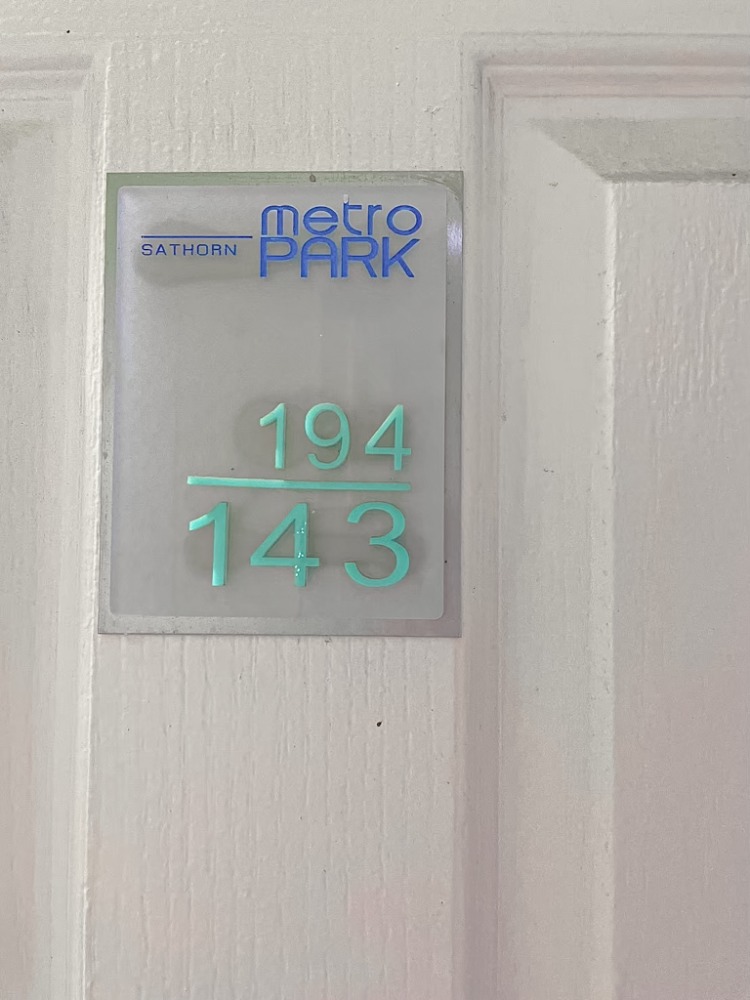 metro
SATHORN PARK
194
143